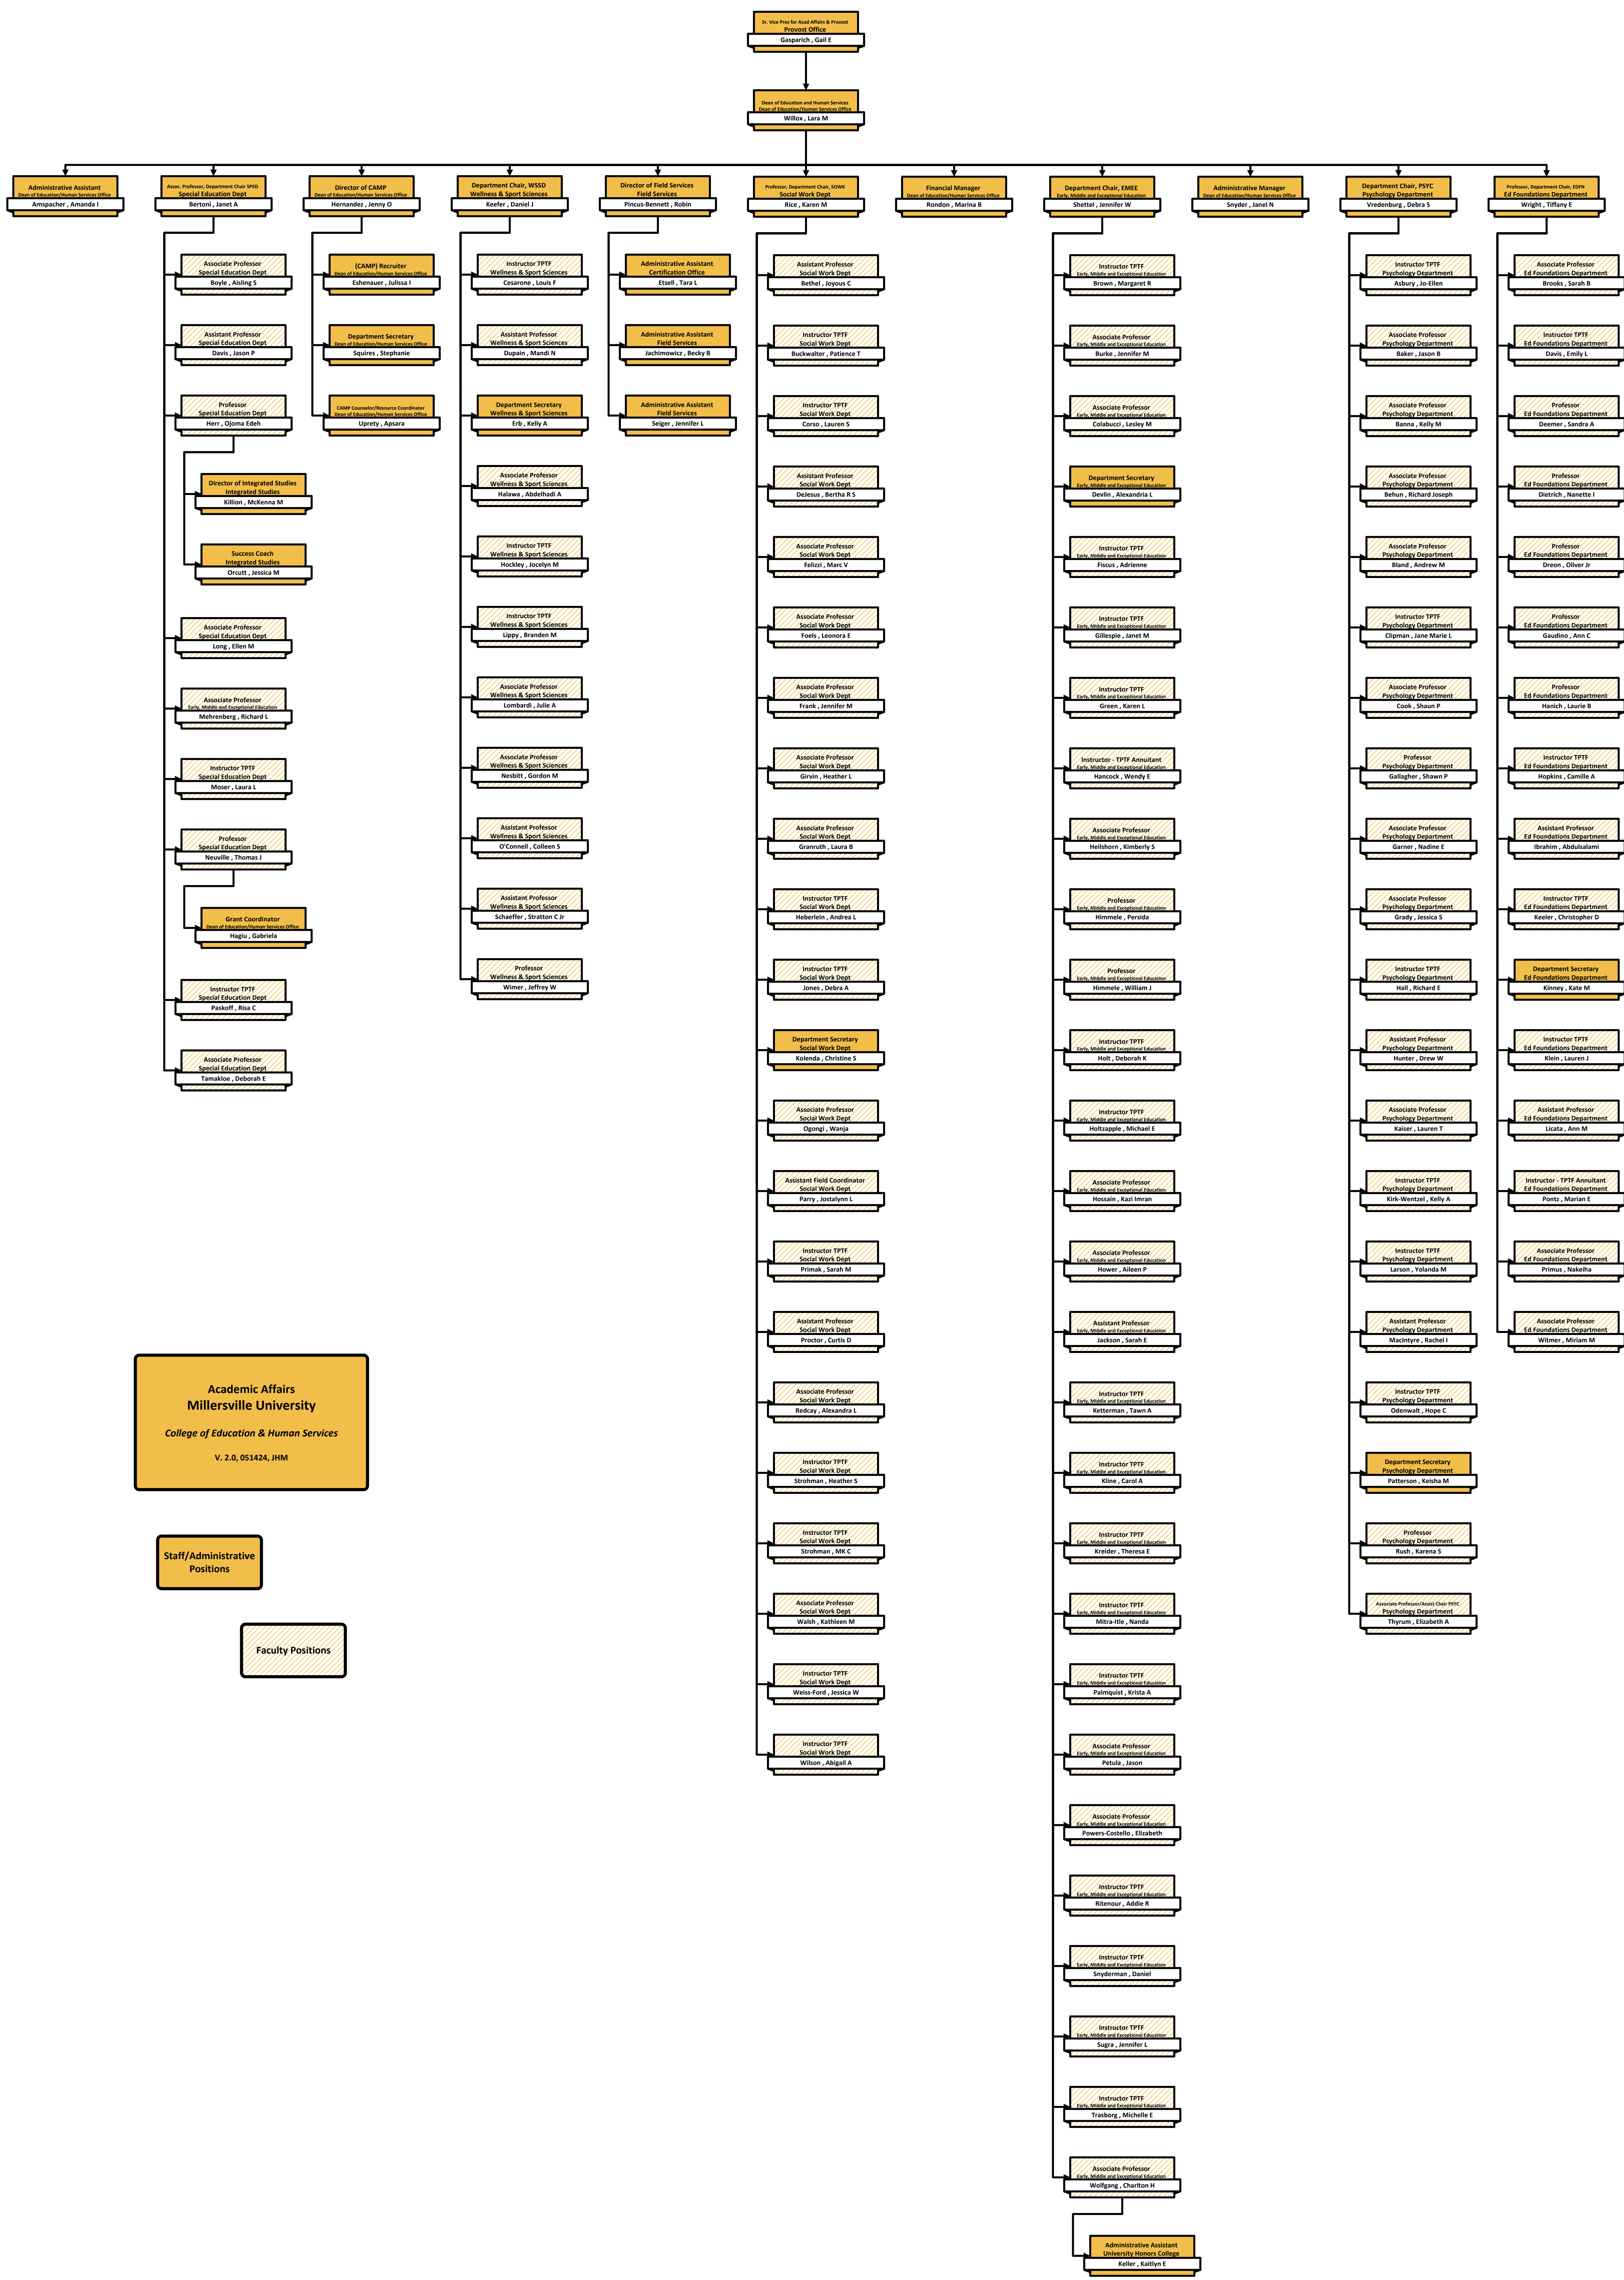 Sr. Vice Pres for Acad Affairs & Provost
Provost Office
Gasparich , Gail E
Dean of Education and Human Services
Dean of Education/Human Services Office
Willox , Lara M
Administrative Assistant
Dean of Education/Human Services Office
Amspacher , Amanda I
Assoc. Professor, Department Chair SPED
Special Education Dept
Bertoni , Janet A
Director of CAMP
Dean of Education/Human Services Office
Hernandez , Jenny O
Department Chair, WSSD
Wellness & Sport Sciences
Keefer , Daniel J
Director of Field Services
Field Services
Pincus-Bennett , Robin
Professor, Department Chair, SOWK
Social Work Dept
Rice , Karen M
Financial Manager
Dean of Education/Human Services Office
Rondon , Marina B
Department Chair, EMEE
Early, Middle and Exceptional Education
Shettel , Jennifer W
Administrative Manager
Dean of Education/Human Services Office
Snyder , Janel N
Department Chair, PSYC
Psychology Department
Vredenburg , Debra S
Professor, Department Chair, EDFN
Ed Foundations Department
Wright , Tiffany E
Associate Professor
Special Education Dept
Boyle , Aisling S
Assistant Professor
Special Education Dept
Davis , Jason P
Professor
Special Education Dept
Herr , Ojoma Edeh
Director of Integrated Studies
Integrated Studies
Killion , McKenna M
Success Coach
Integrated Studies
Orcutt , Jessica M
Associate Professor
Special Education Dept
Long , Ellen M
Associate Professor
Early, Middle and Exceptional Education
Mehrenberg , Richard L
Instructor TPTF
Special Education Dept
Moser , Laura L
Professor
Special Education Dept
Neuville , Thomas J
Grant Coordinator
Dean of Education/Human Services Office
Hagiu , Gabriela
Instructor TPTF
Special Education Dept
Paskoff , Risa C
Associate Professor
Special Education Dept
Tamakloe , Deborah E
(CAMP) Recruiter
Dean of Education/Human Services Office
Eshenauer , Julissa I
Department Secretary
Dean of Education/Human Services Office
Squires , Stephanie
CAMP Counselor/Resource Coordinator
Dean of Education/Human Services Office
Uprety , Apsara
Instructor TPTF
Wellness & Sport Sciences
Cesarone , Louis F
Assistant Professor
Wellness & Sport Sciences
Dupain , Mandi N
Department Secretary
Wellness & Sport Sciences
Erb , Kelly A
Associate Professor
Wellness & Sport Sciences
Halawa , Abdelhadi A
Instructor TPTF
Wellness & Sport Sciences
Hockley , Jocelyn M
Instructor TPTF
Wellness & Sport Sciences
Lippy , Branden M
Associate Professor
Wellness & Sport Sciences
Lombardi , Julie A
Associate Professor
Wellness & Sport Sciences
Nesbitt , Gordon M
Assistant Professor
Wellness & Sport Sciences
O'Connell , Colleen S
Assistant Professor
Wellness & Sport Sciences
Schaeffer , Stratton C Jr
Professor
Wellness & Sport Sciences
Wimer , Jeffrey W
Administrative Assistant
Certification Office
Etsell , Tara L
Administrative Assistant
Field Services
Jachimowicz , Becky B
Administrative Assistant
Field Services
Seiger , Jennifer L
Assistant Professor
Social Work Dept
Bethel , Joyous C
Instructor TPTF
Social Work Dept
Buckwalter , Patience T
Instructor TPTF
Social Work Dept
Corso , Lauren S
Assistant Professor
Social Work Dept
DeJesus , Bertha R S
Associate Professor
Social Work Dept
Felizzi , Marc V
Associate Professor
Social Work Dept
Foels , Leonora E
Associate Professor
Social Work Dept
Frank , Jennifer M
Associate Professor
Social Work Dept
Girvin , Heather L
Associate Professor
Social Work Dept
Granruth , Laura B
Instructor TPTF
Social Work Dept
Heberlein , Andrea L
Instructor TPTF
Social Work Dept
Jones , Debra A
Department Secretary
Social Work Dept
Kolenda , Christine S
Associate Professor
Social Work Dept
Ogongi , Wanja
Assistant Field Coordinator
Social Work Dept
Parry , Jostalynn L
Instructor TPTF
Social Work Dept
Primak , Sarah M
Assistant Professor
Social Work Dept
Proctor , Curtis D
Associate Professor
Social Work Dept
Redcay , Alexandra L
Instructor TPTF
Social Work Dept
Strohman , Heather S
Instructor TPTF
Social Work Dept
Strohman , MK C
Associate Professor
Social Work Dept
Walsh , Kathleen M
Instructor TPTF
Social Work Dept
Weiss-Ford , Jessica W
Instructor TPTF
Social Work Dept
Wilson , Abigail A
Instructor TPTF
Early, Middle and Exceptional Education
Brown , Margaret R
Associate Professor
Early, Middle and Exceptional Education
Burke , Jennifer M
Associate Professor
Early, Middle and Exceptional Education
Colabucci , Lesley M
Department Secretary
Early, Middle and Exceptional Education
Devlin , Alexandria L
Instructor TPTF
Early, Middle and Exceptional Education
Fiscus , Adrienne
Instructor TPTF
Early, Middle and Exceptional Education
Gillespie , Janet M
Instructor TPTF
Early, Middle and Exceptional Education
Green , Karen L
Instructor - TPTF Annuitant
Early, Middle and Exceptional Education
Hancock , Wendy E
Associate Professor
Early, Middle and Exceptional Education
Heilshorn , Kimberly S
Professor
Early, Middle and Exceptional Education
Himmele , Persida
Professor
Early, Middle and Exceptional Education
Himmele , William J
Instructor TPTF
Early, Middle and Exceptional Education
Holt , Deborah K
Instructor TPTF
Early, Middle and Exceptional Education
Holtzapple , Michael E
Associate Professor
Early, Middle and Exceptional Education
Hossain , Kazi Imran
Associate Professor
Early, Middle and Exceptional Education
Hower , Aileen P
Assistant Professor
Early, Middle and Exceptional Education
Jackson , Sarah E
Instructor TPTF
Early, Middle and Exceptional Education
Ketterman , Tawn A
Instructor TPTF
Early, Middle and Exceptional Education
Kline , Carol A
Instructor TPTF
Early, Middle and Exceptional Education
Kreider , Theresa E
Instructor TPTF
Early, Middle and Exceptional Education
Mitra-Itle , Nanda
Instructor TPTF
Early, Middle and Exceptional Education
Palmquist , Krista A
Associate Professor
Early, Middle and Exceptional Education
Petula , Jason
Associate Professor
Early, Middle and Exceptional Education
Powers-Costello , Elizabeth
Instructor TPTF
Early, Middle and Exceptional Education
Ritenour , Addie R
Instructor TPTF
Early, Middle and Exceptional Education
Snyderman , Daniel
Instructor TPTF
Early, Middle and Exceptional Education
Sugra , Jennifer L
Instructor TPTF
Early, Middle and Exceptional Education
Trasborg , Michelle E
Associate Professor
Early, Middle and Exceptional Education
Wolfgang , Charlton H
Administrative Assistant
University Honors College
Keller , Kaitlyn E
Instructor TPTF
Psychology Department
Asbury , Jo-Ellen
Associate Professor
Psychology Department
Baker , Jason B
Associate Professor
Psychology Department
Banna , Kelly M
Associate Professor
Psychology Department
Behun , Richard Joseph
Associate Professor
Psychology Department
Bland , Andrew M
Instructor TPTF
Psychology Department
Clipman , Jane Marie L
Associate Professor
Psychology Department
Cook , Shaun P
Professor
Psychology Department
Gallagher , Shawn P
Associate Professor
Psychology Department
Garner , Nadine E
Associate Professor
Psychology Department
Grady , Jessica S
Instructor TPTF
Psychology Department
Hall , Richard E
Assistant Professor
Psychology Department
Hunter , Drew W
Associate Professor
Psychology Department
Kaiser , Lauren T
Instructor TPTF
Psychology Department
Kirk-Wentzel , Kelly A
Instructor TPTF
Psychology Department
Larson , Yolanda M
Assistant Professor
Psychology Department
MacIntyre , Rachel I
Instructor TPTF
Psychology Department
Odenwalt , Hope C
Department Secretary
Psychology Department
Patterson , Keisha M
Professor
Psychology Department
Rush , Karena S
Associate Professor/Assist Chair PSYC
Psychology Department
Thyrum , Elizabeth A
Associate Professor
Ed Foundations Department
Brooks , Sarah B
Instructor TPTF
Ed Foundations Department
Davis , Emily L
Professor
Ed Foundations Department
Deemer , Sandra A
Professor
Ed Foundations Department
Dietrich , Nanette I
Professor
Ed Foundations Department
Dreon , Oliver Jr
Professor
Ed Foundations Department
Gaudino , Ann C
Professor
Ed Foundations Department
Hanich , Laurie B
Instructor TPTF
Ed Foundations Department
Hopkins , Camille A
Assistant Professor
Ed Foundations Department
Ibrahim , Abdulsalami
Instructor TPTF
Ed Foundations Department
Keeler , Christopher D
Department Secretary
Ed Foundations Department
Kinney , Kate M
Instructor TPTF
Ed Foundations Department
Klein , Lauren J
Assistant Professor
Ed Foundations Department
Licata , Ann M
Instructor - TPTF Annuitant
Ed Foundations Department
Pontz , Marian E
Associate Professor
Ed Foundations Department
Primus , Nakeiha
Associate Professor
Ed Foundations Department
Witmer , Miriam M
Academic Affairs
Millersville University
College of Education & Human Services
V. 2.0, 051424, JHM
Staff/Administrative
Positions
Faculty Positions